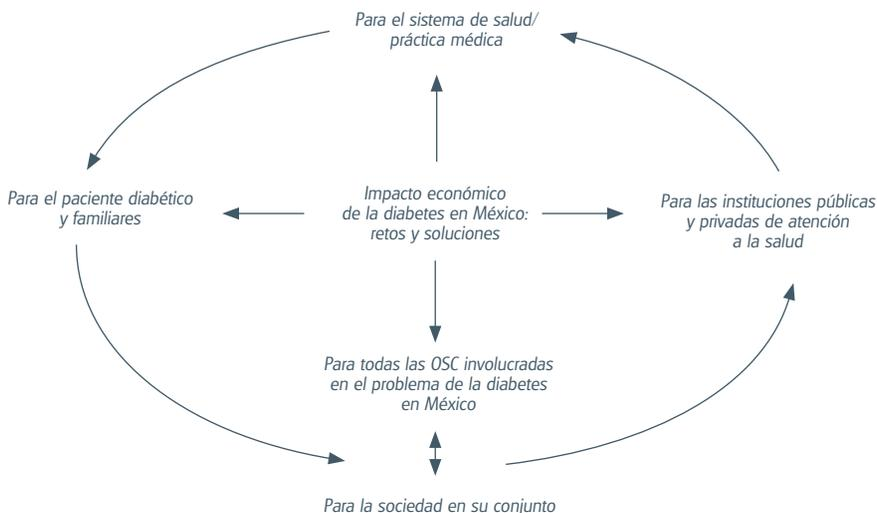 Para el sistema de salud/
práctica médica
Para el paciente diabético
y familiares
Impacto económico
de la diabetes en México:
retos y soluciones
Para las instituciones públicas
y privadas de atención
a la salud
Para todas las OSC involucradas
en el problema de la diabetes
en México
Para la sociedad en su conjunto